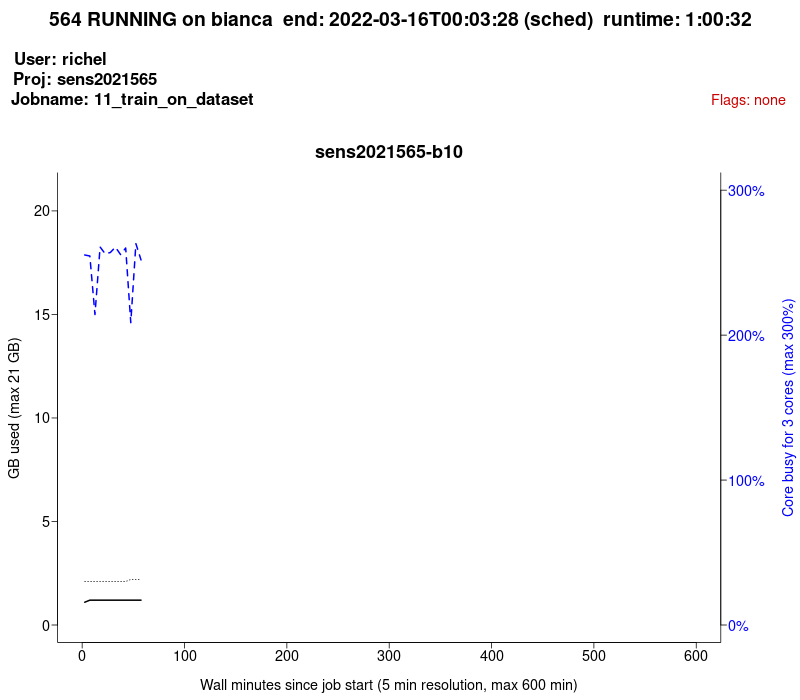 564 RUNNING on bianca  end: 2022-03-16T00:03:28 (sched)  runtime: 1:00:32
User: richel
Proj: sens2021565
Jobname: 11_train_on_dataset
Flags: none
sens2021565-b10
GB used (max 21 GB)
20
15
10
5
0
300%
200%
100%
0%
Core busy for 3 cores (max 300%)
0 100 200 300 400 500 600
Wall minutes since job start (5 min resolution, max 600 min)